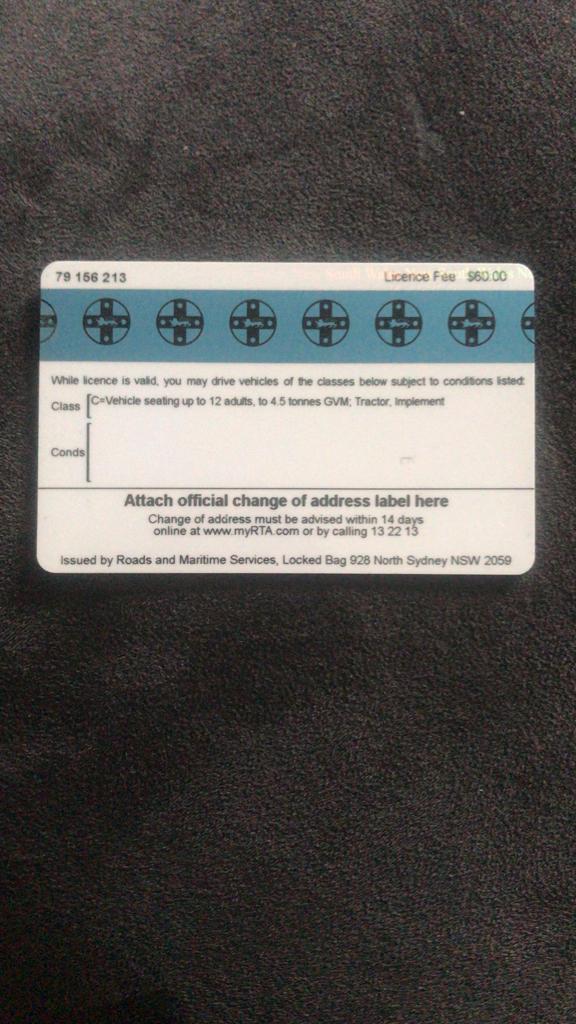 79 156 213 Licence Fee $60.00
While licence is valid, you may drive vehicles of the classes below subject to conditions listed:
Class C=Vehicle seating up to 12 adults, to 4.5 tonnes GVM; Tractor, Implement
Conds
Attach official change of address label here
Change of address must be advised within 14 days
online at www.myRTA.com or by calling 13 22 13
Issued by Roads and Maritime Services, Locked Bag 928 North Sydney NSW 2059